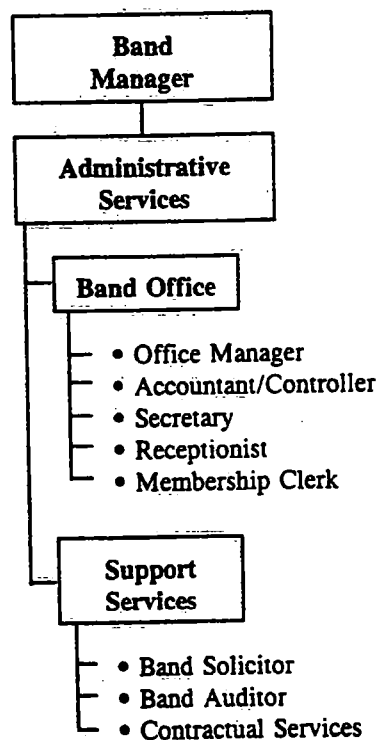 Band
Manager
Administrative
Services
Band Office
• Office Manager
• Accountant/Controller
• Secretary
• Receptionist
• Membership Clerk
Support
Services
• Band Solicitor
• Band Auditor
• Contractual Services